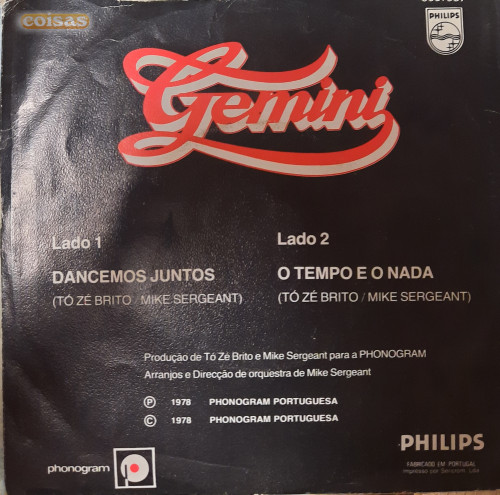 coisas
PHILIPS
Gemini
Lado 1
DANCEMOS JUNTOS
(TÓ ZÉ BRITO / MIKE SERGEANT)
Lado 2
O TEMPO E O NADA
(TÓ ZÉ BRITO / MIKE SERGEANT)
Produção de Tó Zé Brito e Mike Sergeant para a PHONOGRAM
Arranjos e Direcção de orquestra de Mike Sergeant
Ⓟ 1978 PHONOGRAM PORTUGUESA
© 1978 PHONOGRAM PORTUGUESA
phonogram
PHILIPS
FABRICADO EM PORTUGAL
Impresso por